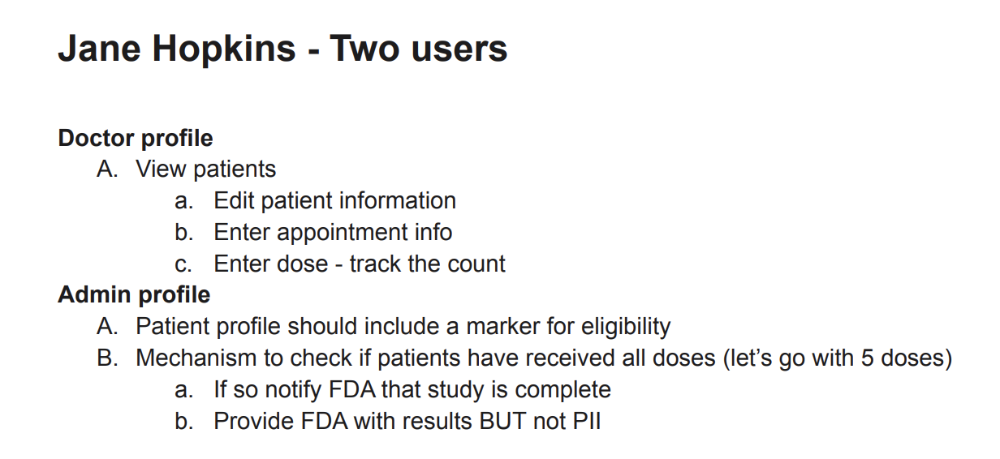 Jane Hopkins - Two users
Doctor profile
A. View patients
a. Edit patient information
b. Enter appointment info
c. Enter dose - track the count
Admin profile
A. Patient profile should include a marker for eligibility
B. Mechanism to check if patients have received all doses (let’s go with 5 doses)
a. If so notify FDA that study is complete
b. Provide FDA with results BUT not PII